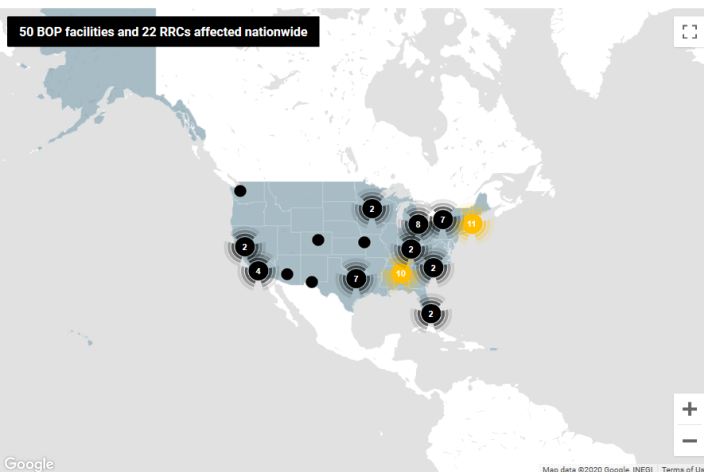 50 BOP facilities and 22 RRCs affected nationwide
2
8
7
11
2
2
4
7
10
2
2
Google
Map data ©2020 Google, INEGI
Terms of Us